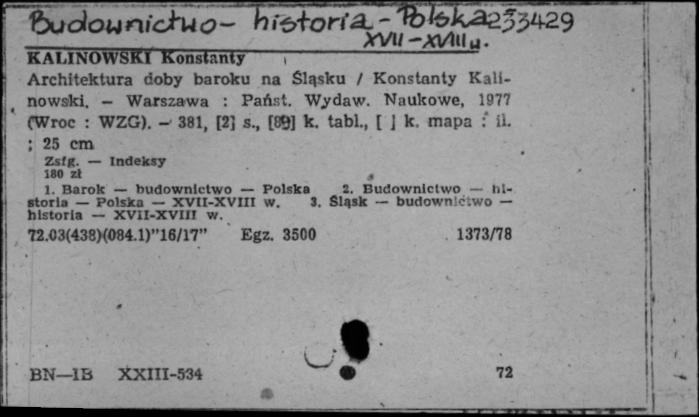 Budownictwo - historia - Polska 233429
XVII - XVIII w.
KALINOWSKI Konstanty
Architektura doby baroku na Śląsku / Konstanty Kali-
nowski. — Warszawa : Państ. Wydaw. Naukowe, 1977
(Wroc : WZG). — 381, [2] s., [89] k. tabl., [ ] k. mapa : il.
; 25 cm
Zsfg. — Indeksy
180 zł
1. Barok — budownictwo — Polska 2. Budownictwo — hi-
storia — Polska — XVII-XVIII w. 3. Śląsk — budownictwo —
historia — XVII-XVIII w.
72.03(438)(084.1)"16/17" Egz. 3500 1373/78
BN—IB XXIII-534 72